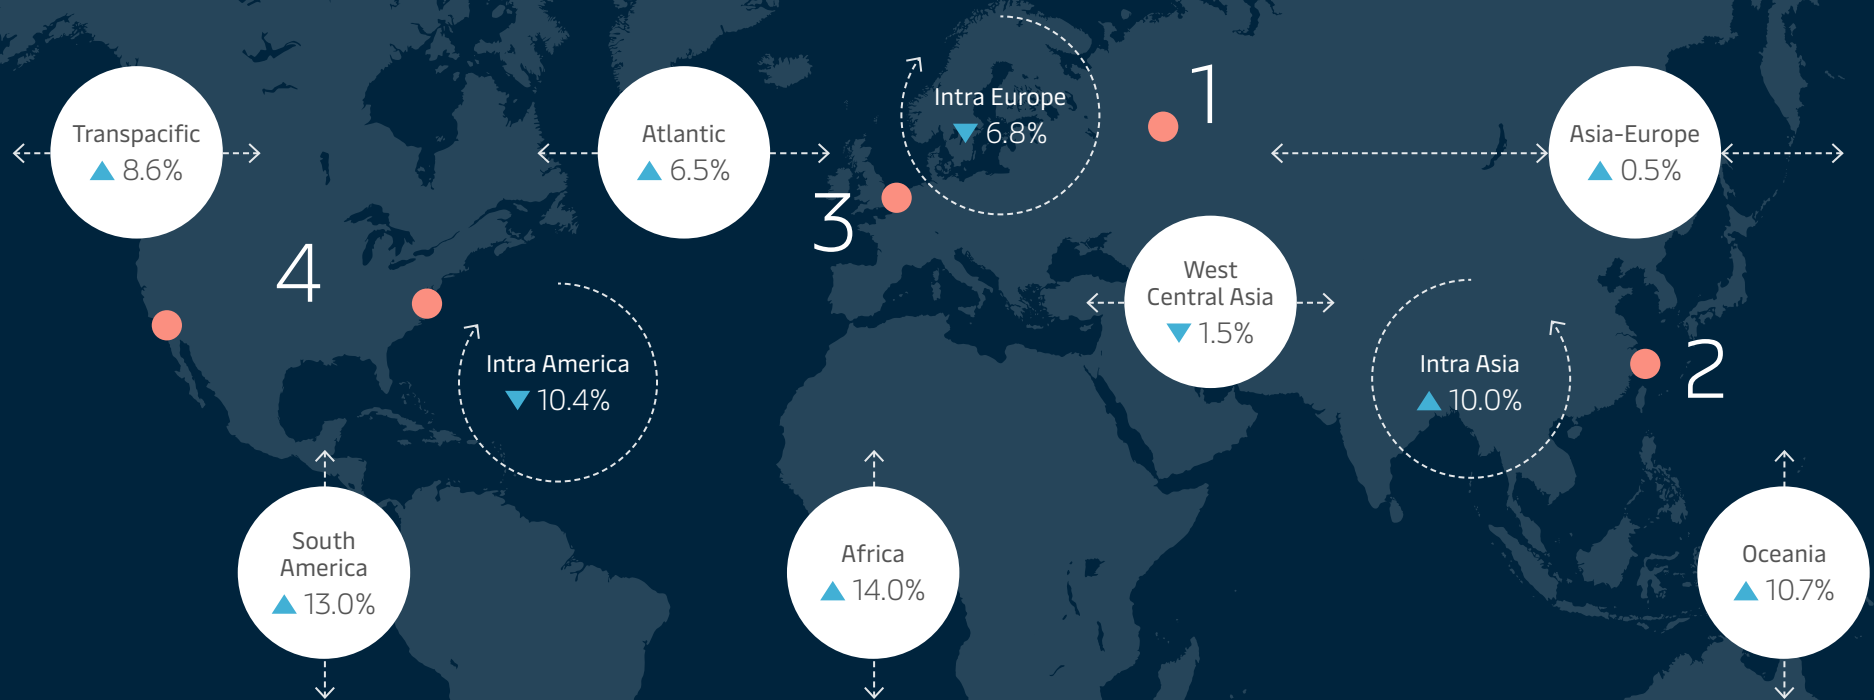 1
Intra Europe
▼ 6.8%
Transpacific
▲ 8.6%
Atlantic
▲ 6.5%
Asia-Europe
▲ 0.5%
3
4
West
Central Asia
▼ 1.5%
Intra America
▼ 10.4%
Intra Asia
▲ 10.0%
2
South
America
▲ 13.0%
Africa
▲ 14.0%
Oceania
▲ 10.7%